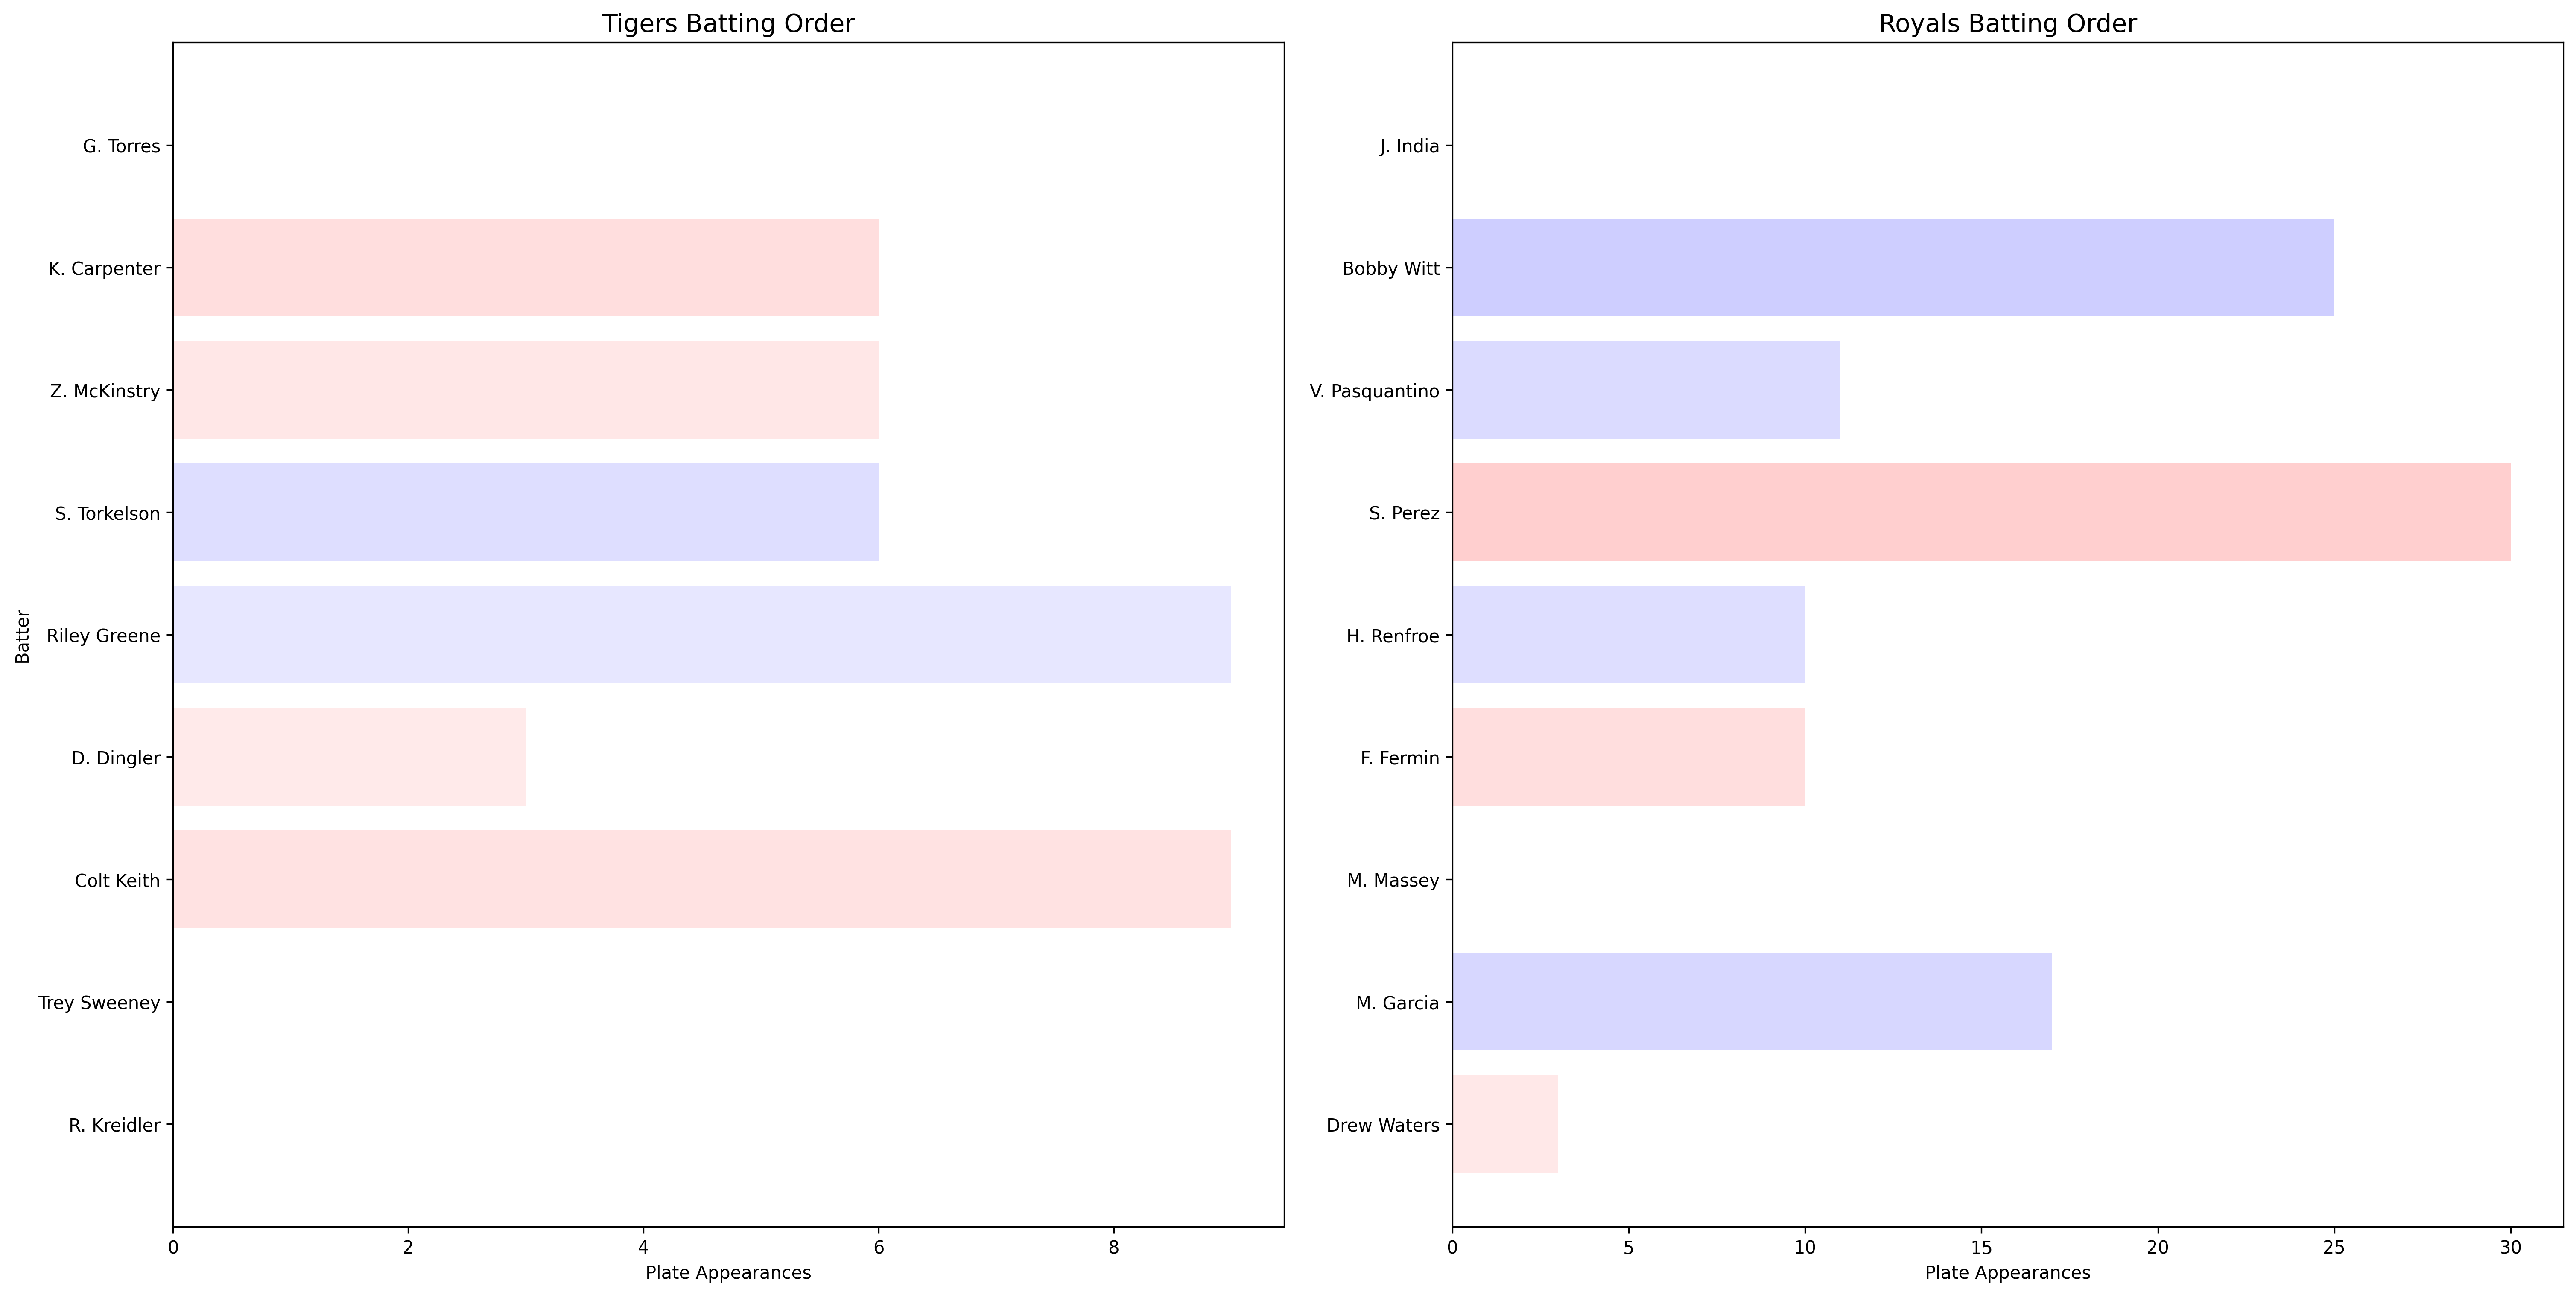 Tigers Batting Order
Batter
G. Torres
K. Carpenter
Z. McKinstry
S. Torkelson
Riley Greene
D. Dingler
Colt Keith
Trey Sweeney
R. Kreidler
0 2 4 6 8
Plate Appearances
Royals Batting Order
J. India
Bobby Witt
V. Pasquantino
S. Perez
H. Renfroe
F. Fermin
M. Massey
M. Garcia
Drew Waters
0 5 10 15 20 25 30
Plate Appearances